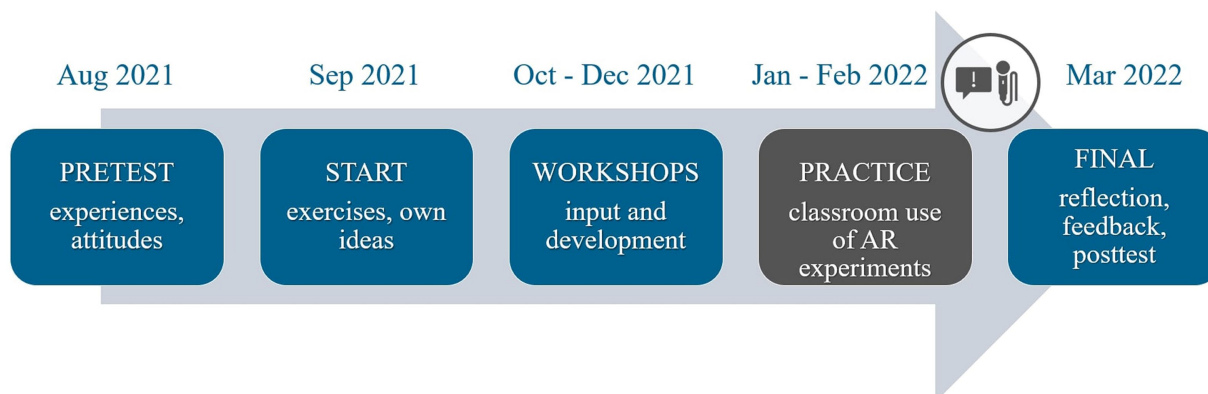 Aug 2021
Sep 2021
Oct - Dec 2021
Jan - Feb 2022
Mar 2022
PRETEST
experiences,
attitudes
START
exercises, own
ideas
WORKSHOPS
input and
development
PRACTICE
classroom use
of AR
experiments
FINAL
reflection,
feedback,
posttest